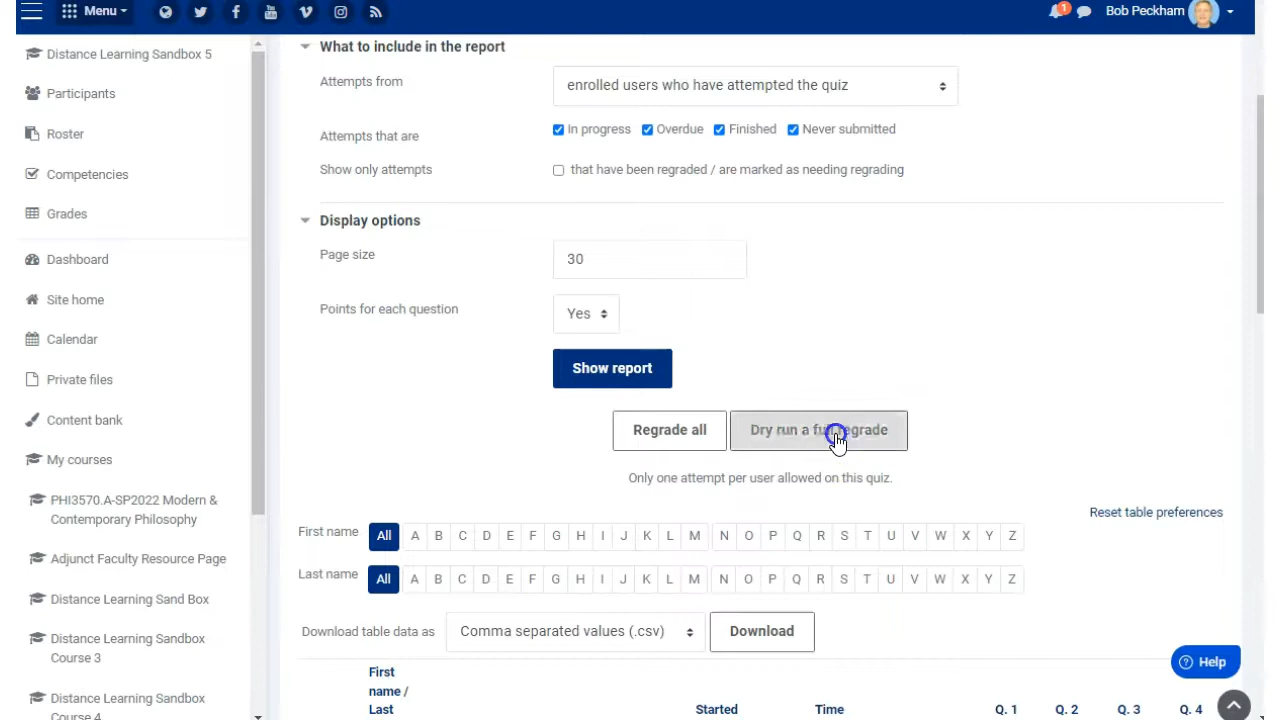 Menu
1
Bob Peckham
Distance Learning Sandbox 5
Participants
Roster
Competencies
Grades
Dashboard
Site home
Calendar
Private files
Content bank
My courses
PHI3570.A-SP2022 Modern &
Contemporary Philosophy
Adjunct Faculty Resource Page
Distance Learning Sand Box
Distance Learning Sandbox
Course 3
Distance Learning Sandbox
Course 4
What to include in the report
Attempts from
enrolled users who have attempted the quiz
Attempts that are
In progress Overdue Finished Never submitted
Show only attempts
that have been regraded / are marked as needing regrading
Display options
Page size
30
Points for each question
Yes
Show report
Regrade all
Dry run a full regrade
Only one attempt per user allowed on this quiz.
Reset table preferences
First name All A B C D E F G H I J K L M N O P Q R S T U V W X Y Z
Last name All A B C D E F G H I J K L M N O P Q R S T U V W X Y Z
Download table data as Comma separated values (.csv) Download
First
name /
Last Started Time Q. 1 Q. 2 Q. 3 Q. 4
Help